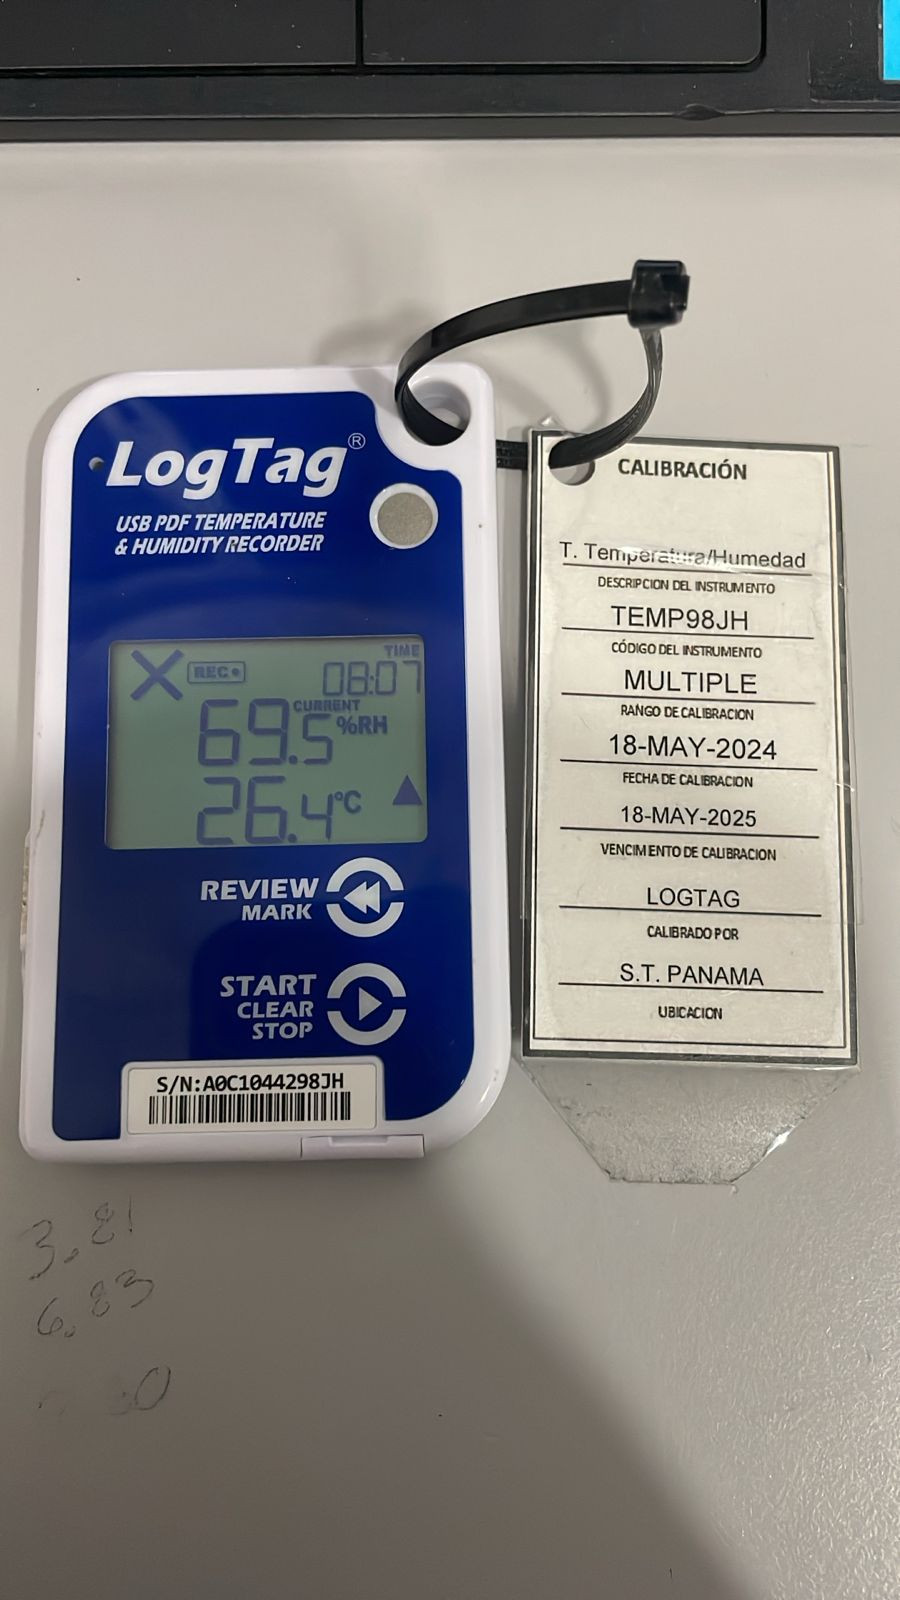 LogTag®
USB PDF TEMPERATURE
& HUMIDITY RECORDER
REC
TIME
08:07
CURRENT
69.5 %RH
26.4 °C
REVIEW
MARK
START
CLEAR
STOP
S/N:A0C1044298JH
CALIBRACIÓN
T. Temperatura/Humedad
DESCRIPCION DEL INSTRUMENTO
TEMP98JH
CÓDIGO DEL INSTRUMENTO
MULTIPLE
RANGO DE CALIBRACION
18-MAY-2024
FECHA DE CALIBRACIÓN
18-MAY-2025
VENCIMIENTO DE CALIBRACION
LOGTAG
CALIBRADO POR
S.T. PANAMA
UBICACION
3.81
6.83